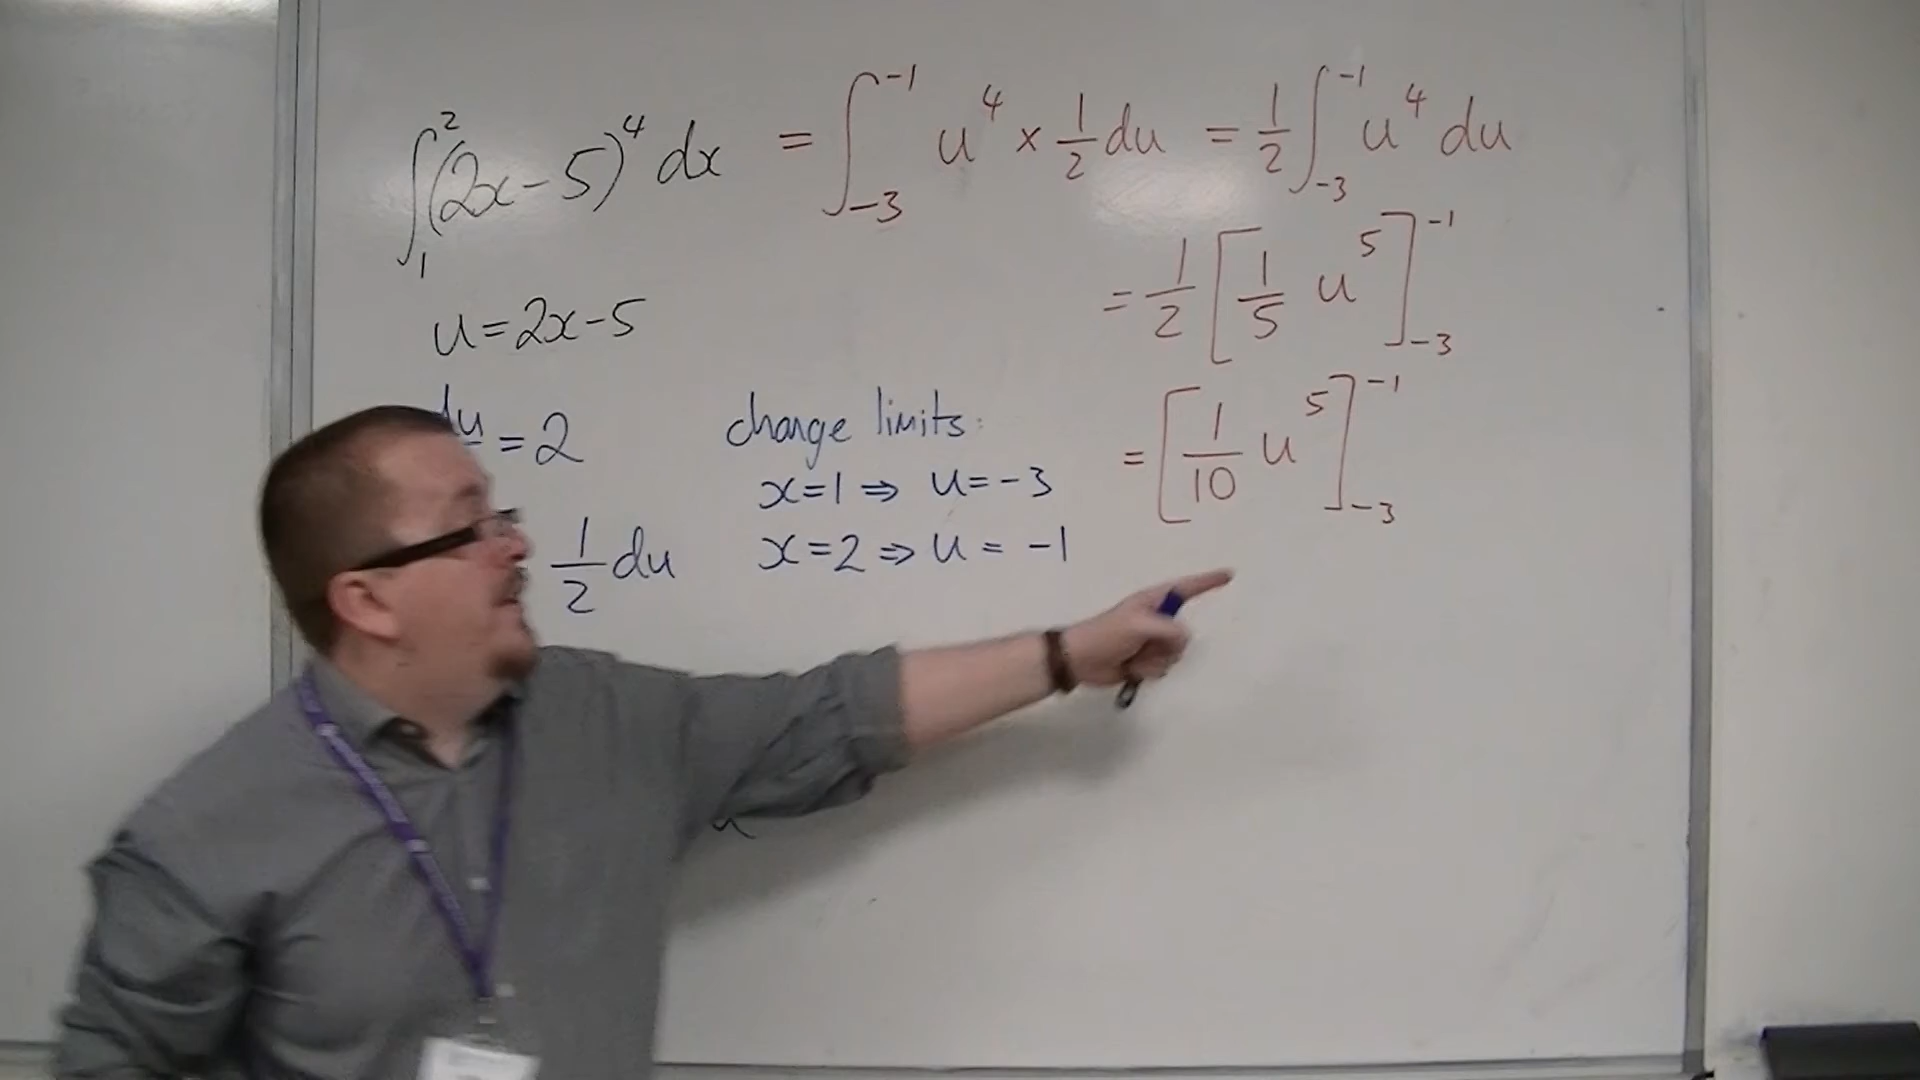 ∫₁² (2x-5)⁴ dx = ∫₋₃⁻¹ u⁴ × 1/2 du = 1/2 ∫₋₃⁻¹ u⁴ du
= 1/2 [1/5 u⁵]₋₃⁻¹
u=2x-5
du = 2
change limits:
= [1/10 u⁵]₋₃⁻¹
x=1 ⇒ u=-3
1/2 du
x=2 ⇒ u = -1